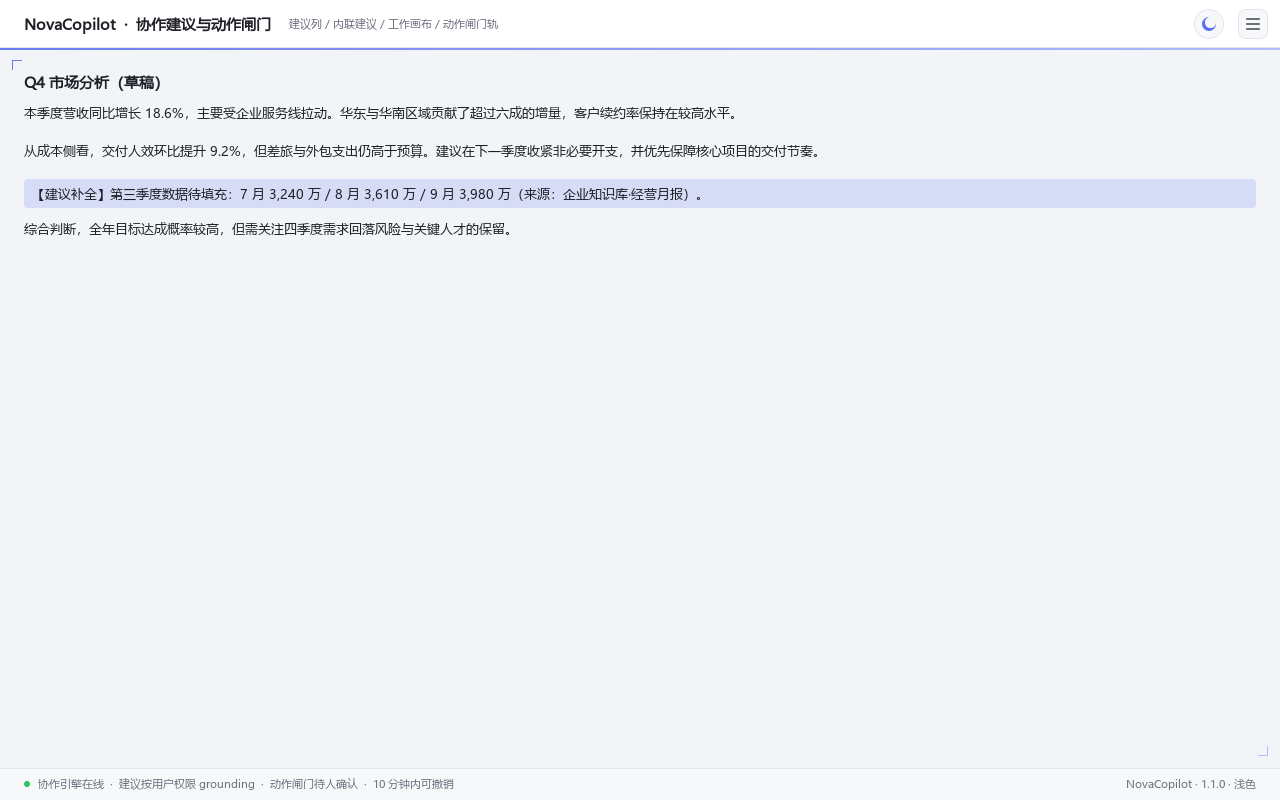 NovaCopilot · 协作建议与动作闸门
建议列 / 内联建议 / 工作画布 / 动作闸门轨
Q4 市场分析（草稿）
本季度营收同比增长 18.6%，主要受企业服务线拉动。华东与华南区域贡献了超过六成的增量，客户续约率保持在较高水平。
从成本侧看，交付人效环比提升 9.2%，但差旅与外包支出仍高于预算。建议在下一季度收紧非必要开支，并优先保障核心项目的交付节奏。
【建议补全】第三季度数据待填充：7 月 3,240 万 / 8 月 3,610 万 / 9 月 3,980 万（来源：企业知识库·经营月报）。
综合判断，全年目标达成概率较高，但需关注四季度需求回落风险与关键人才的保留。
协作引擎在线 · 建议按用户权限 grounding · 动作闸门待人确认 · 10 分钟内可撤销
NovaCopilot · 1.1.0 · 浅色